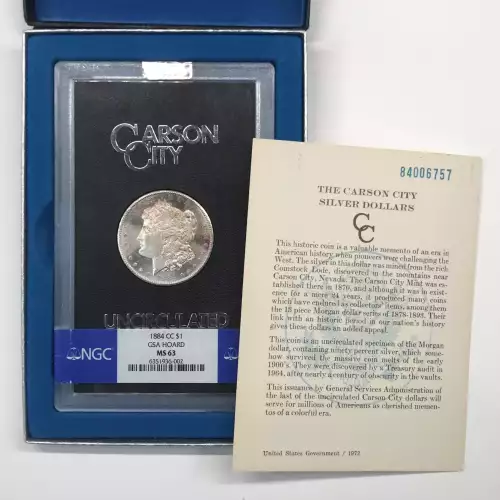 CARSON
CITY
UNCIRCULATED
NGC
1884 CC $1
GSA HOARD
MS 63
6351936-002
NGC
84006757
THE CARSON CITY
SILVER DOLLARS
CC
This historic coin is a valuable memento of an era in
American history when pioneers were challenging the
West. The silver in this dollar was mined from the rich
Comstock Lode, discovered in the mountains near
Carson City, Nevada. The Carson City Mint was es-
tablished there in 1870, and although it was in exist-
ence for a mere 24 years, it produced many coins
which have endured as collectors' items, among them
the 13 piece Morgan dollar series of 1878-1893. Their
link with an historic period in our nation's history
gives these dollars an added appeal.
This coin is an uncirculated specimen of the Morgan
dollar, containing ninety percent silver, which some-
how survived the massive coin melts of the early
1900's. They were discovered by a Treasury audit in
1964, after nearly a century of obscurity in the vaults.
This issuance by General Services Administration of
the last of the uncirculated Carson City dollars will
serve for millions of Americans as cherished memen-
tos of a colorful era.
United States Government / 1972